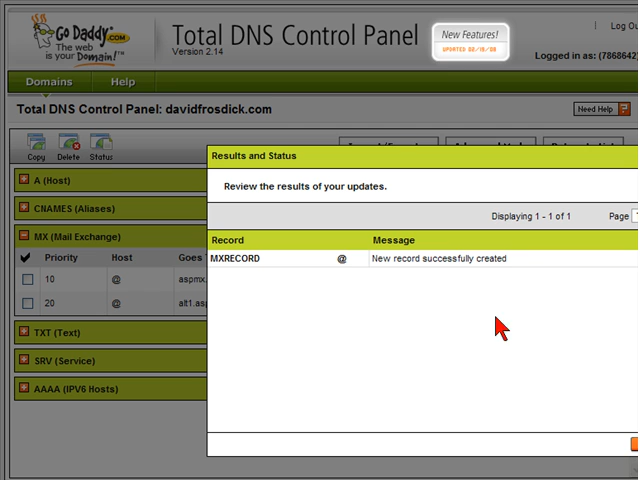 Go Daddy.COM
The web
is your Domain!™
Total DNS Control Panel
Version 2.14
New Features!
UPDATED 02/19/08
Log Ou
Logged in as: (7868642
Domains
Help
Total DNS Control Panel: davidfrosdick.com
Need Help
Copy
Delete
Status
Results and Status
A (Host)
Review the results of your updates.
CNAMES (Aliases)
Displaying 1 - 1 of 1
Page
MX (Mail Exchange)
Record
Message
Priority
Host
Goes T
MXRECORD
@
New record successfully created
10
@
aspmx.
20
@
alt1.asp
TXT (Text)
SRV (Service)
AAAA (IPV6 Hosts)